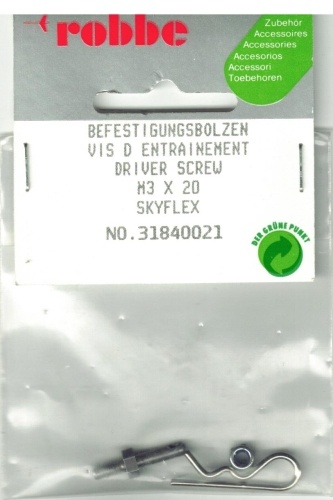 robbe
Zubehör
Accessoires
Accessories
Accesorios
Accessori
Toebehoren
BEFESTIGUNGSBOLZEN
VIS D ENTRAINEMENT
DRIVER SCREW
M3 X 20
SKYFLEX
NO.31840021
DER GRÜNE PUNKT